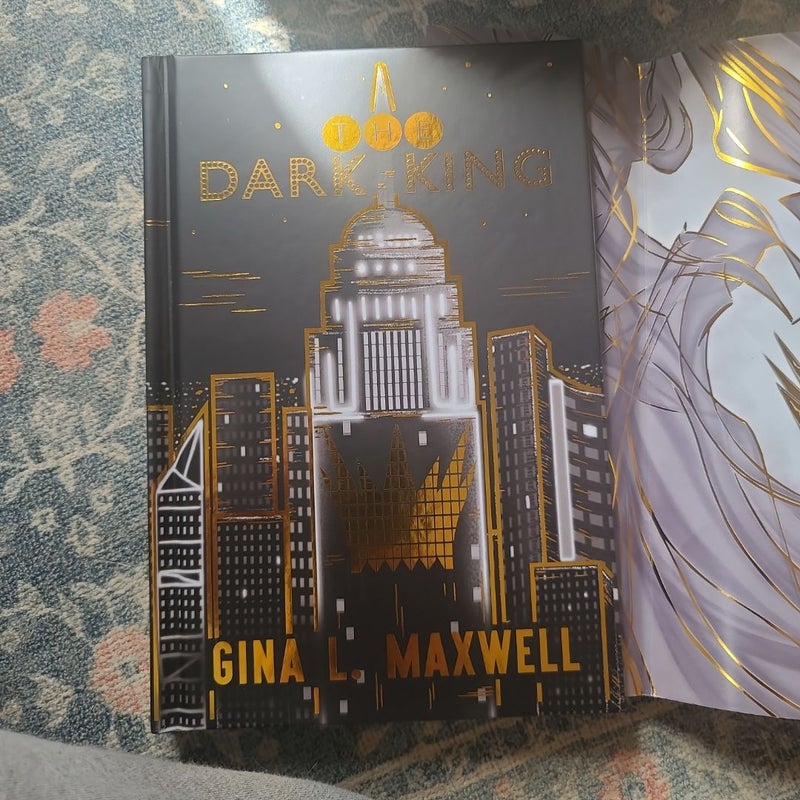 THE
DARK KING
GINA L. MAXWELL